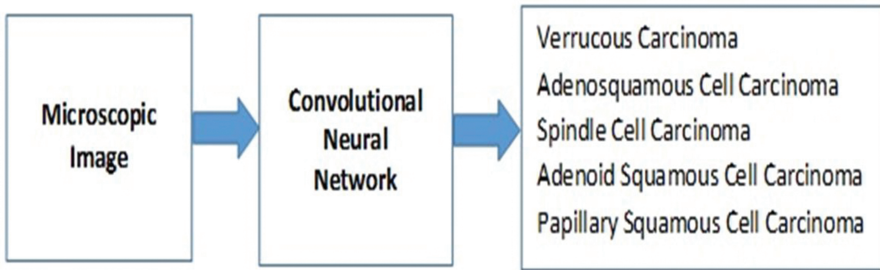 Microscopic
Image
Convolutional
Neural
Network
Verrucous Carcinoma
Adenosquamous Cell Carcinoma
Spindle Cell Carcinoma
Adenoid Squamous Cell Carcinoma
Papillary Squamous Cell Carcinoma